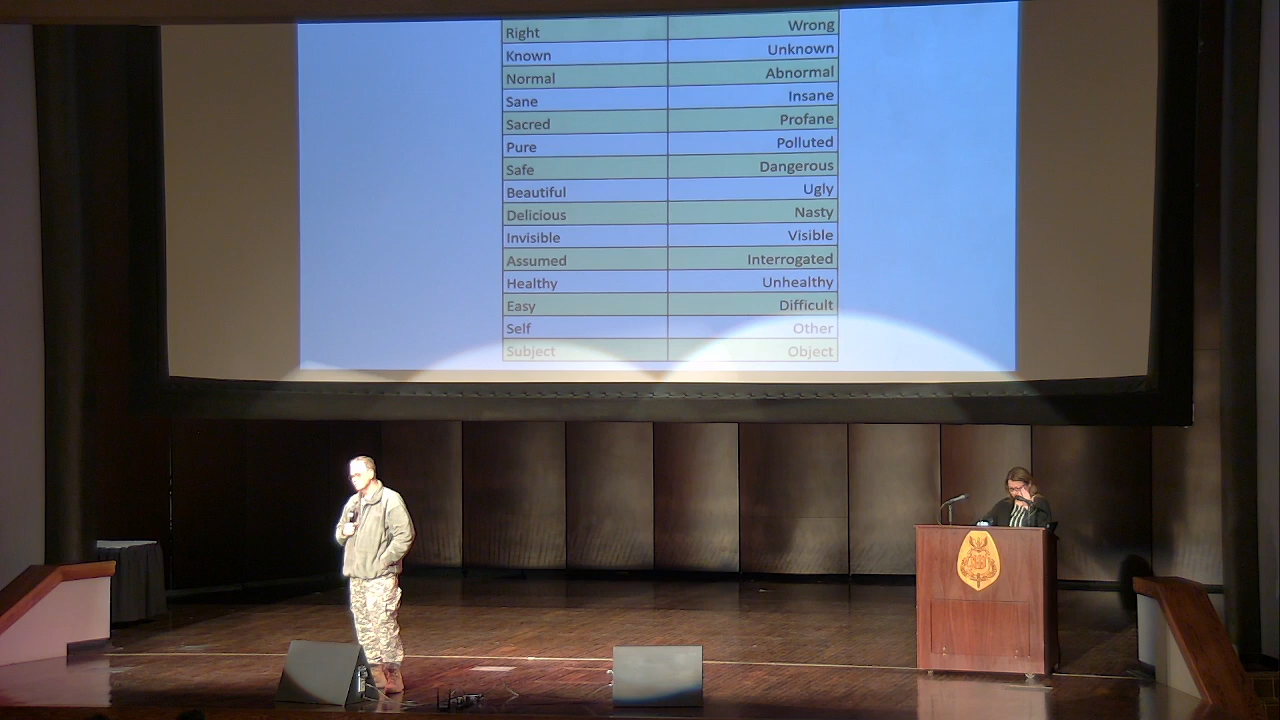 Right Wrong
Known Unknown
Normal Abnormal
Sane Insane
Sacred Profane
Pure Polluted
Safe Dangerous
Beautiful Ugly
Delicious Nasty
Invisible Visible
Assumed Interrogated
Healthy Unhealthy
Easy Difficult
Self Other
Subject Object